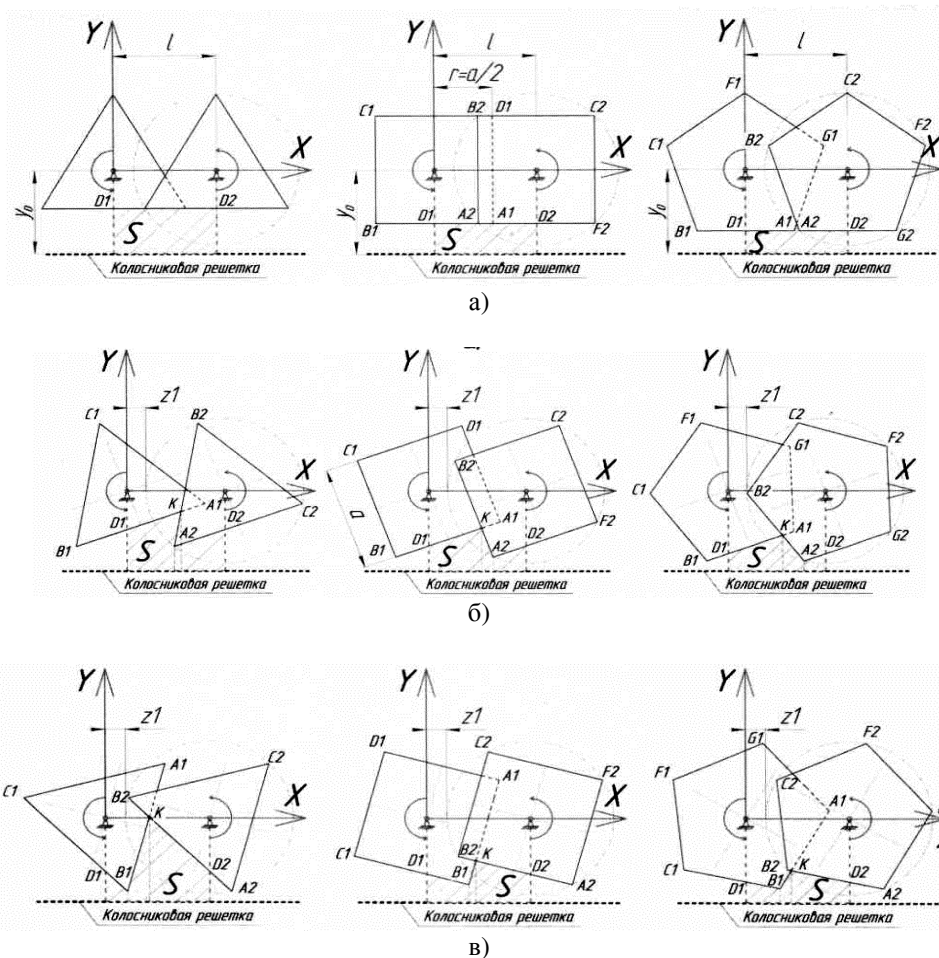 Y l
X
y₀ D1 D2
S
Колосниковая решетка
Y l
r=a/2
C1 B2 D1 C2
X
y₀ D1 A2 A1 D2
B1 F2
S
Колосниковая решетка
Y l
F1 C2
C1 B2 G1 F2
X
y₀ D1 A1 A2 D2
B1 G2
S
Колосниковая решетка
а)
Y z1
C1 B2
X
K A1
D1 D2 C2
B1 A2
S
Колосниковая решетка
Y z1
D1 C2
C1 B2
X
a K A1
D1 D2 F2
B1 A2
S
Колосниковая решетка
Y z1
F1 C2
G1 F2
X
C1 B2
K A1
D1 D2 G2
B1 A2
S
Колосниковая решетка
б)
Y z1
A1 C2
C1 B2
X
K
D1 B1 D2
A2
S
Колосниковая решетка
Y z1
D1 C2
A1 F2
X
C1 D1 B2 K D2
B1 A2
S
Колосниковая решетка
Y z1
G1 F2
F1 C2
A1
C1 B2 K D2
D1 B1 A2
S
Колосниковая решетка
в)